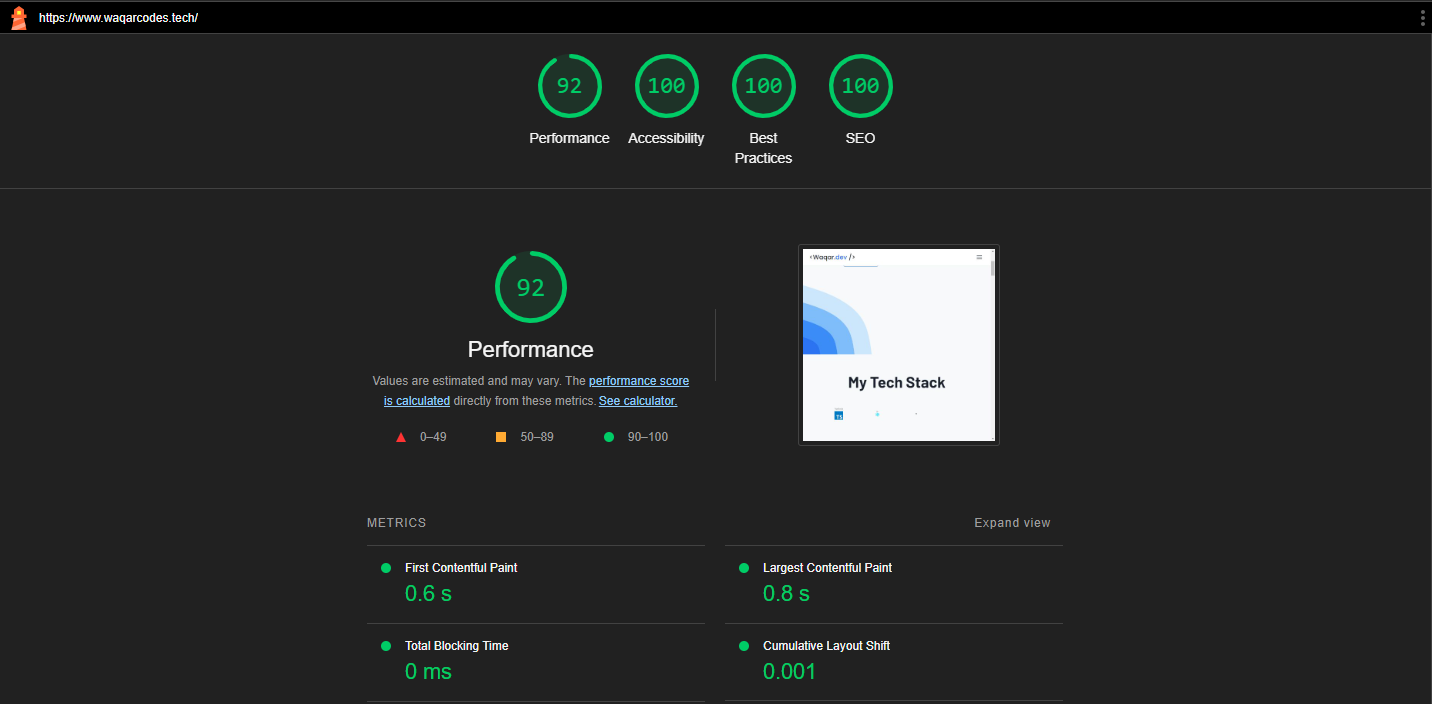 https://www.waqarcodes.tech/
92
100
100
100
Performance
Accessibility
Best
Practices
SEO
92
Performance
Values are estimated and may vary. The performance score
is calculated directly from these metrics. See calculator.
0–49
50–89
90–100
<Waqar.dev />
My Tech Stack
TS
METRICS
Expand view
First Contentful Paint
0.6 s
Largest Contentful Paint
0.8 s
Total Blocking Time
0 ms
Cumulative Layout Shift
0.001